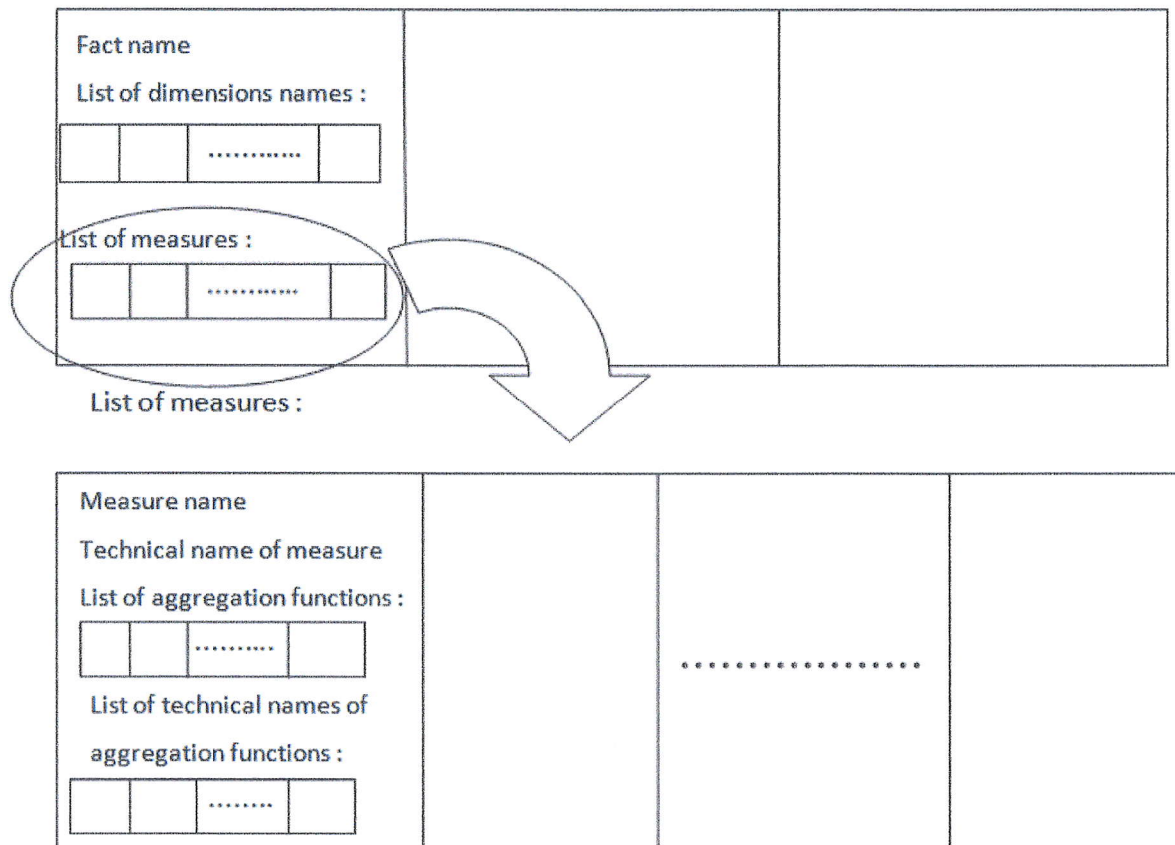 Fact name
List of dimensions names :
............
List of measures :
............
List of measures :
Measure name
Technical name of measure
List of aggregation functions :
..........
..................
List of technical names of
aggregation functions :
........